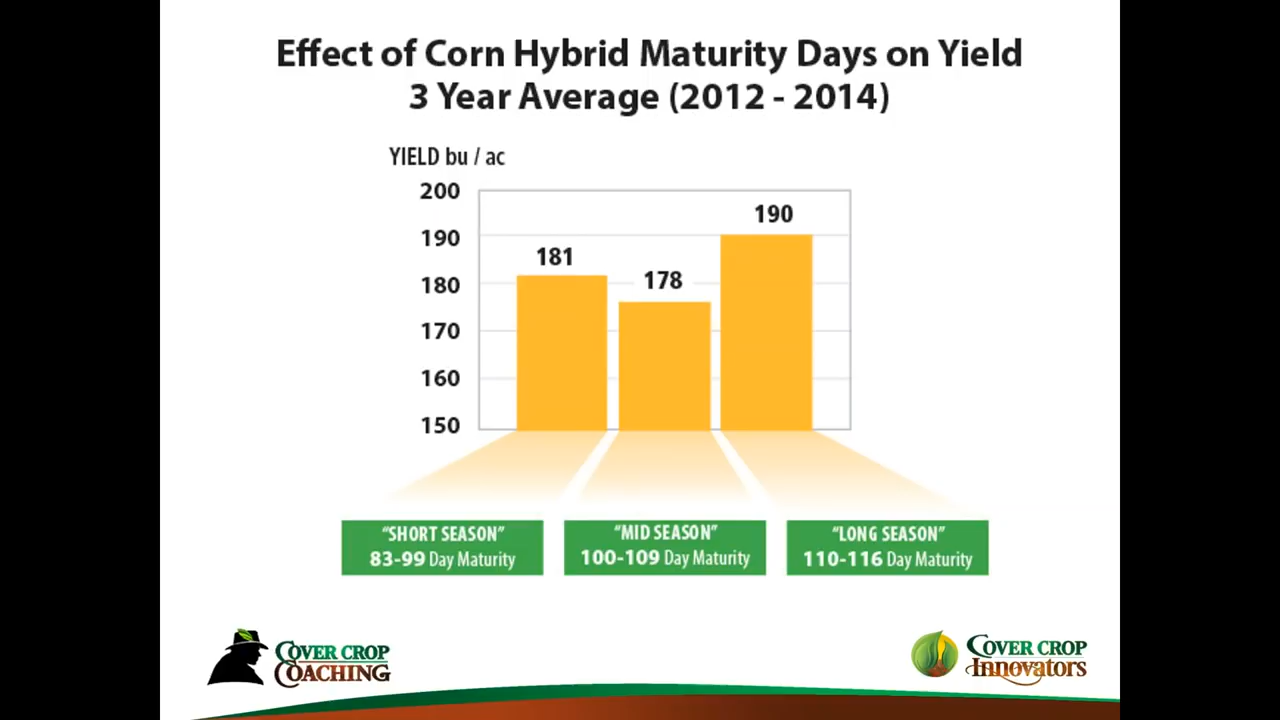 Effect of Corn Hybrid Maturity Days on Yield
3 Year Average (2012 - 2014)
YIELD bu / ac
200
190
180
170
160
150
181
178
190
"SHORT SEASON"
83-99 Day Maturity
"MID SEASON"
100-109 Day Maturity
"LONG SEASON"
110-116 Day Maturity
COVER CROP
COACHING
COVER CROP
Innovators